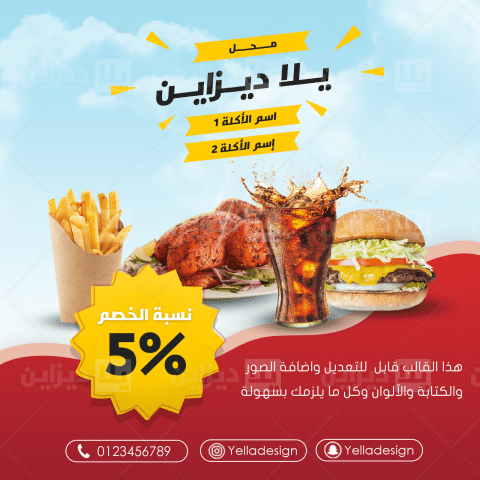 محل
يلا ديزاين
اسم الأكلة 1
إسم الأكلة 2
نسبة الخصم
5%
هذا القالب قابل للتعديل واضافة الصور
والكتابة والألوان وكل ما يلزمك بسهولة
0123456789
Yelladesign
Yelladesign